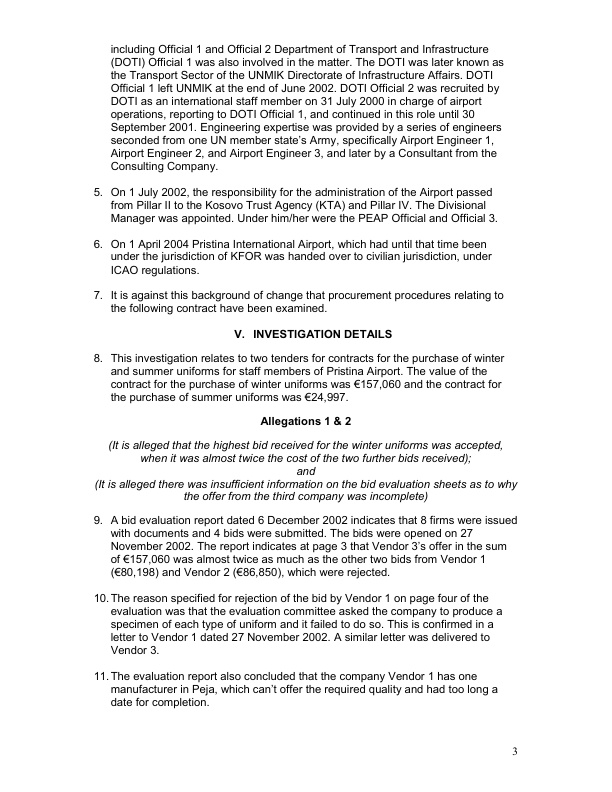 including Official 1 and Official 2 Department of Transport and Infrastructure
(DOTI) Official 1 was also involved in the matter. The DOTI was later known as
the Transport Sector of the UNMIK Directorate of Infrastructure Affairs. DOTI
Official 1 left UNMIK at the end of June 2002. DOTI Official 2 was recruited by
DOTI as an international staff member on 31 July 2000 in charge of airport
operations, reporting to DOTI Official 1, and continued in this role until 30
September 2001. Engineering expertise was provided by a series of engineers
seconded from one UN member state's Army, specifically Airport Engineer 1,
Airport Engineer 2, and Airport Engineer 3, and later by a Consultant from the
Consulting Company.
5. On 1 July 2002, the responsibility for the administration of the Airport passed
from Pillar II to the Kosovo Trust Agency (KTA) and Pillar IV. The Divisional
Manager was appointed. Under him/her were the PEAP Official and Official 3.
6. On 1 April 2004 Pristina International Airport, which had until that time been
under the jurisdiction of KFOR was handed over to civilian jurisdiction, under
ICAO regulations.
7. It is against this background of change that procurement procedures relating to
the following contract have been examined.
V. INVESTIGATION DETAILS
8. This investigation relates to two tenders for contracts for the purchase of winter
and summer uniforms for staff members of Pristina Airport. The value of the
contract for the purchase of winter uniforms was €157,060 and the contract for
the purchase of summer uniforms was €24,997.
Allegations 1 & 2
(It is alleged that the highest bid received for the winter uniforms was accepted,
when it was almost twice the cost of the two further bids received);
and
(It is alleged there was insufficient information on the bid evaluation sheets as to why
the offer from the third company was incomplete)
9. A bid evaluation report dated 6 December 2002 indicates that 8 firms were issued
with documents and 4 bids were submitted. The bids were opened on 27
November 2002. The report indicates at page 3 that Vendor 3's offer in the sum
of €157,060 was almost twice as much as the other two bids from Vendor 1
(€80,198) and Vendor 2 (€86,850), which were rejected.
10. The reason specified for rejection of the bid by Vendor 1 on page four of the
evaluation was that the evaluation committee asked the company to produce a
specimen of each type of uniform and it failed to do so. This is confirmed in a
letter to Vendor 1 dated 27 November 2002. A similar letter was delivered to
Vendor 3.
11. The evaluation report also concluded that the company Vendor 1 has one
manufacturer in Peja, which can't offer the required quality and had too long a
date for completion.
3